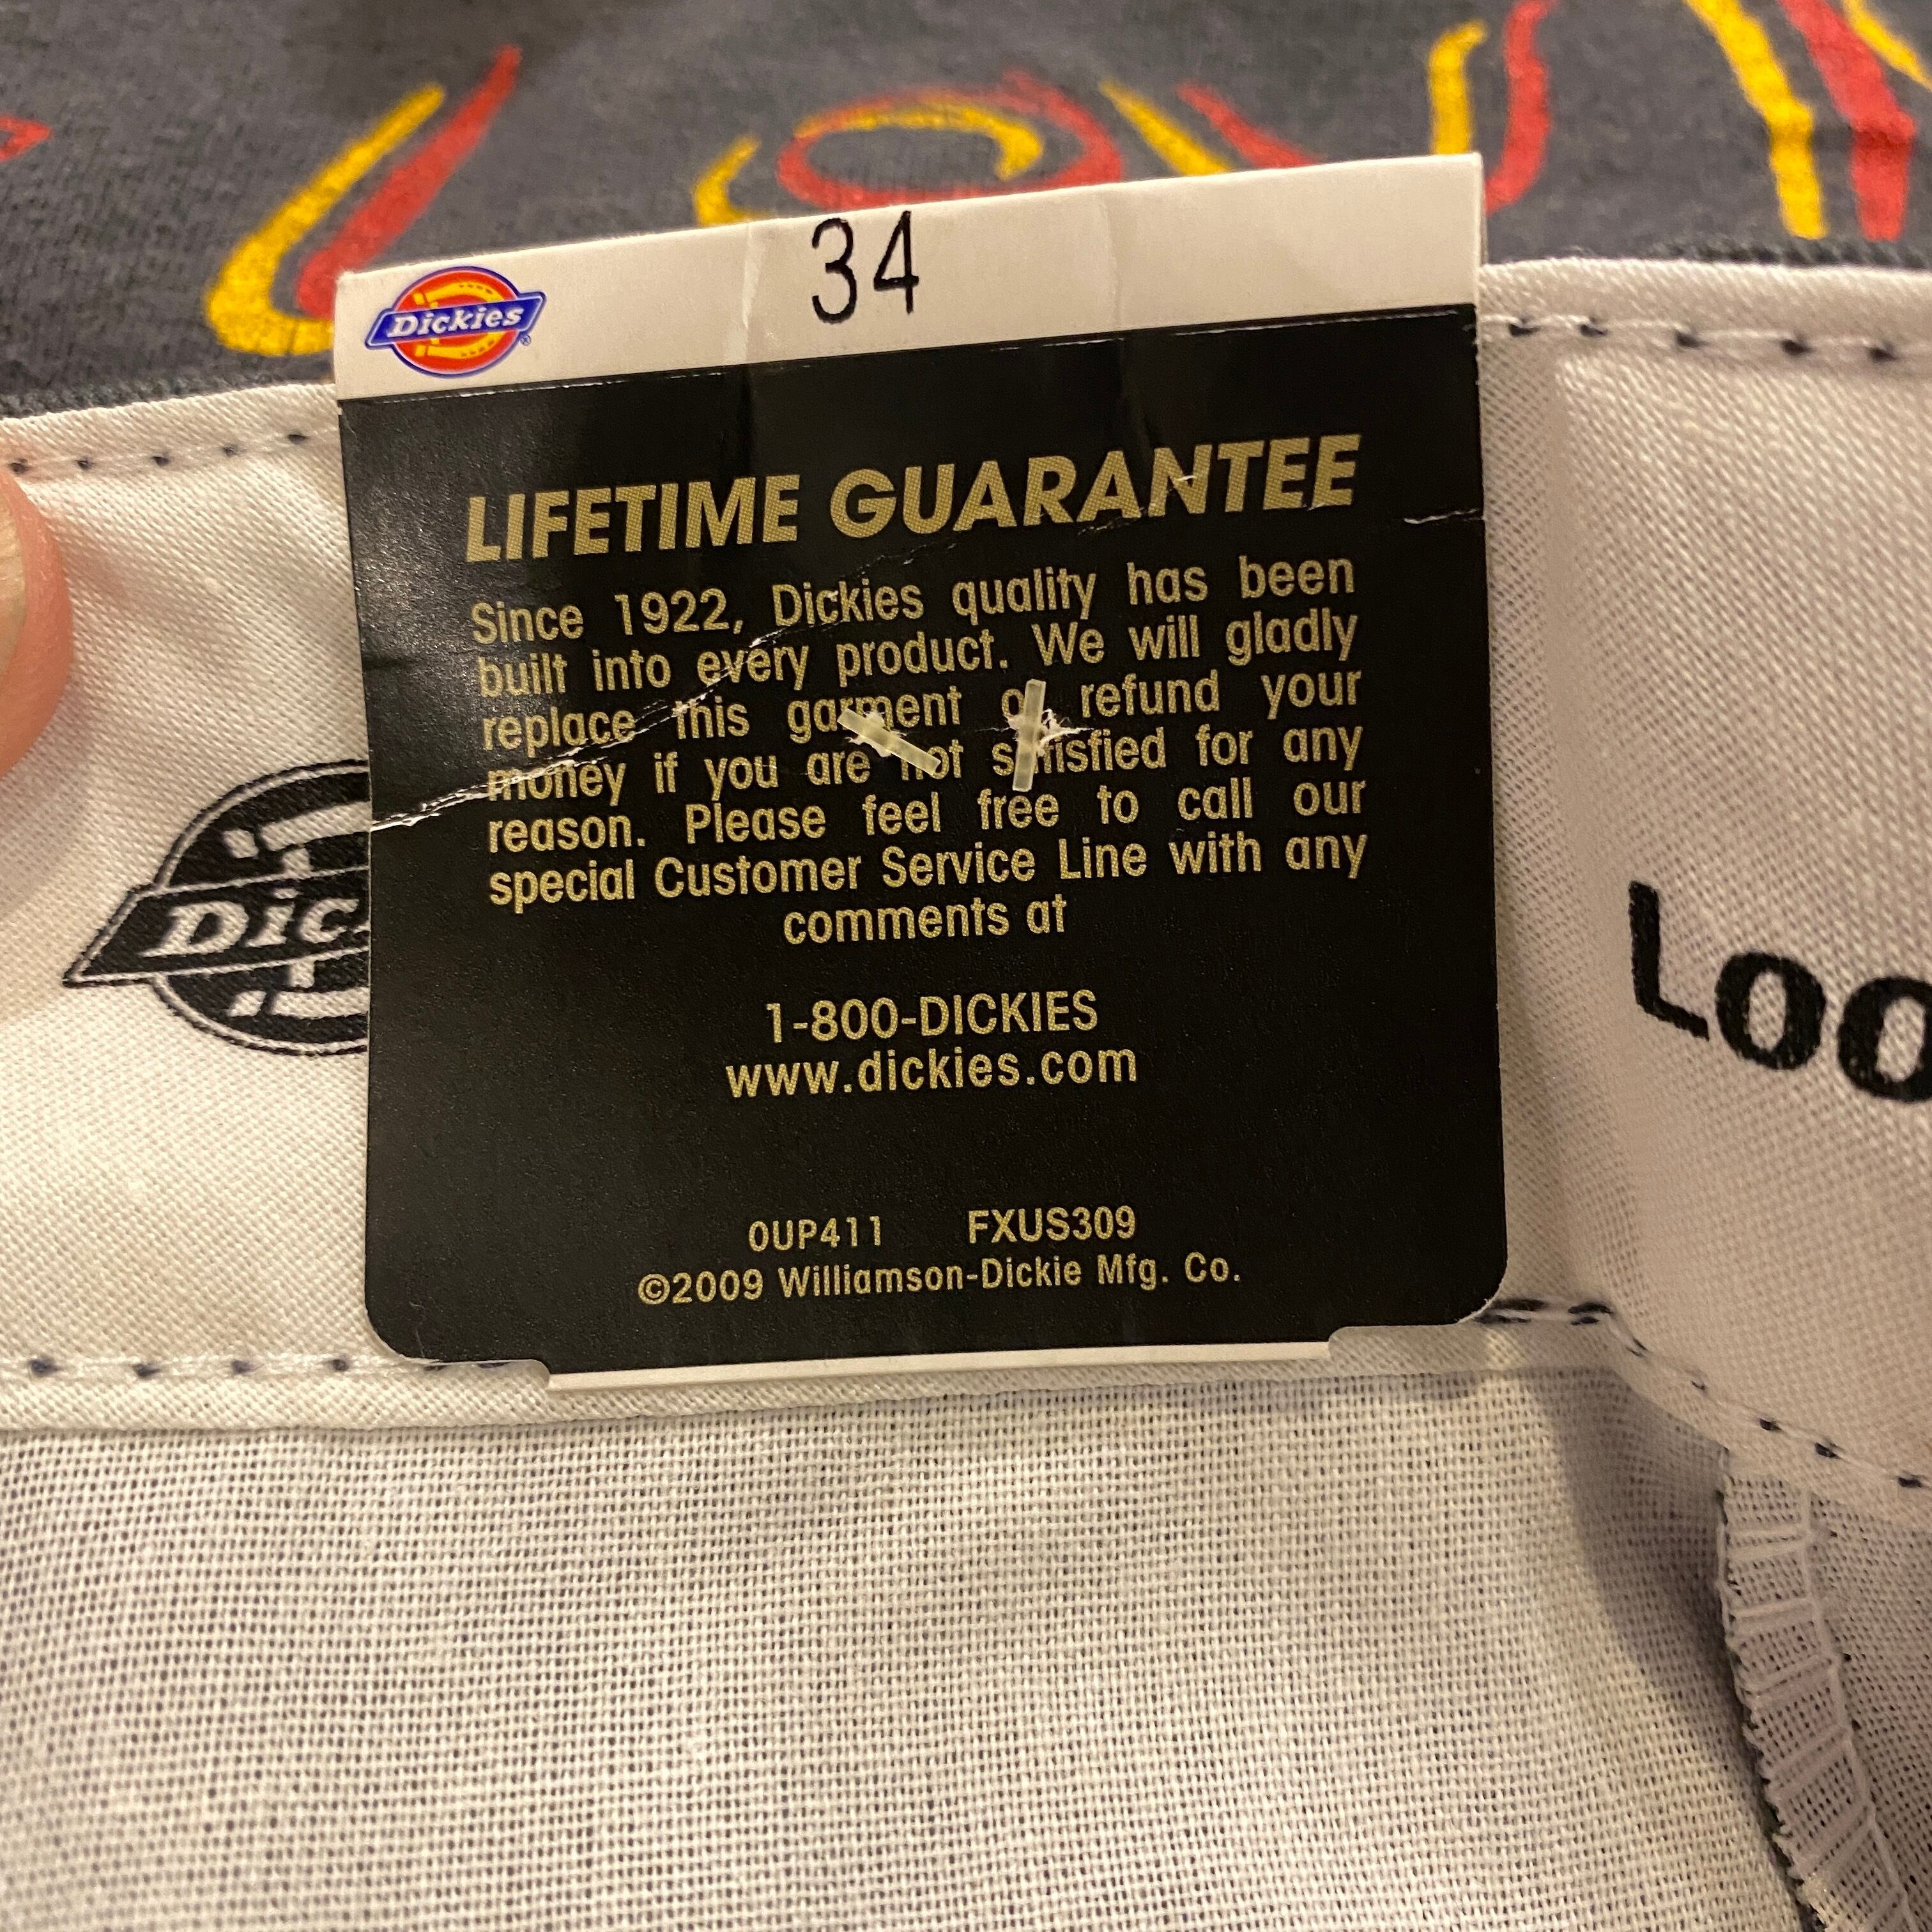 34
Dickies
LIFETIME GUARANTEE
Since 1922, Dickies quality has been
built into every product. We will gladly
replace this garment or refund your
money if you are not satisfied for any
reason. Please feel free to call our
special Customer Service Line with any
comments at
1-800-DICKIES
www.dickies.com
0UP411 FXUS309
©2009 Williamson-Dickie Mfg. Co.
Dic
Loo